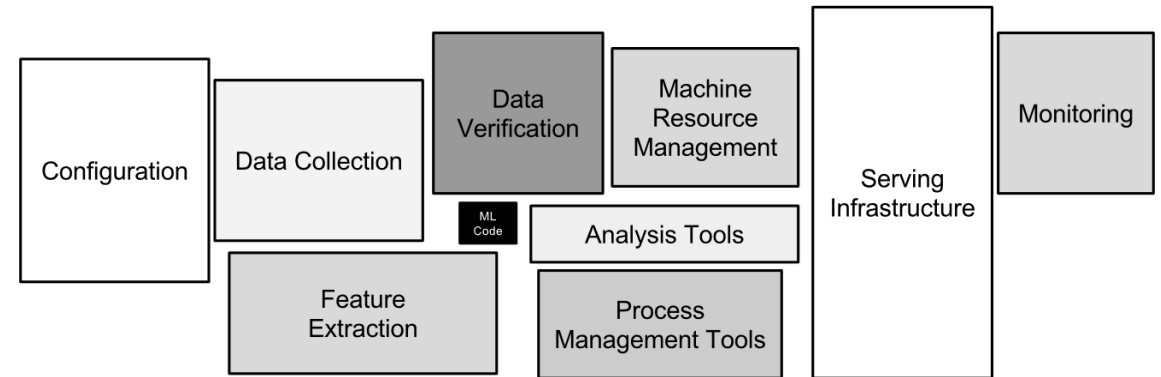 Configuration
Data Collection
Data
Verification
Machine
Resource
Management
Serving
Infrastructure
Monitoring
ML
Code
Analysis Tools
Feature
Extraction
Process
Management Tools